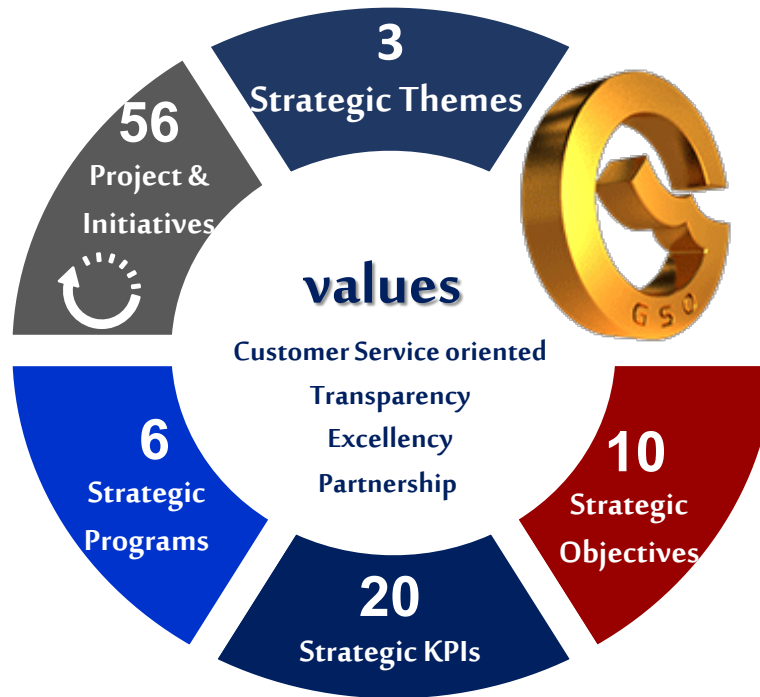 3
Strategic Themes
56
Project &
Initiatives
GSO
values
Customer Service oriented
Transparency
Excellency
Partnership
6
Strategic
Programs
10
Strategic
Objectives
20
Strategic KPIs